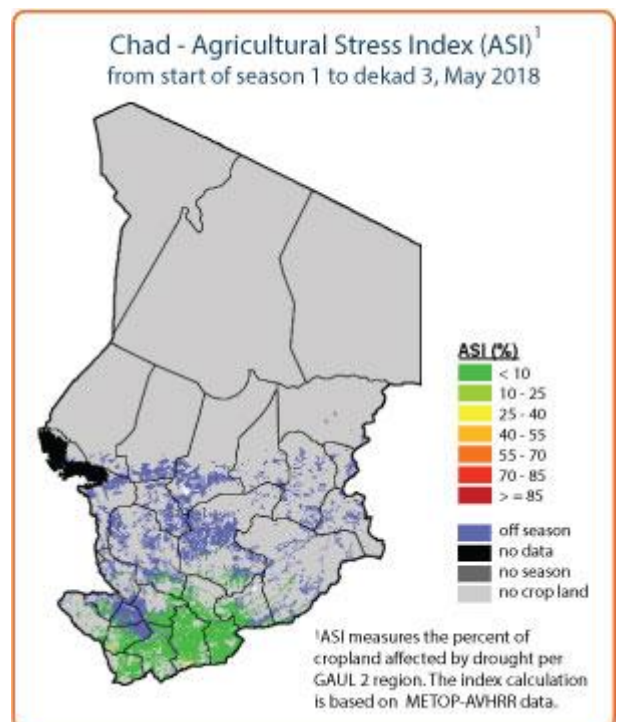 Chad - Agricultural Stress Index (ASI)¹
from start of season 1 to dekad 3, May 2018
ASI (%)
< 10
10 - 25
25 - 40
40 - 55
55 - 70
70 - 85
> = 85
off season
no data
no season
no crop land
¹ASI measures the percent of
cropland affected by drought per
GAUL 2 region. The index calculation
is based on METOP-AVHRR data.